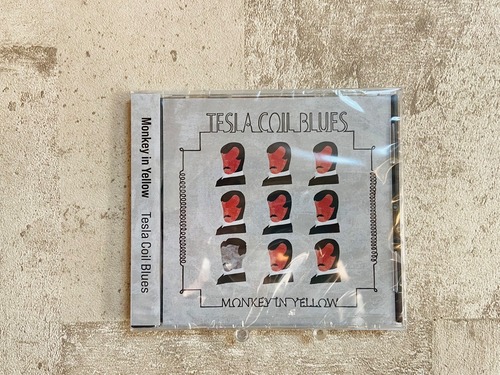 Monkey in Yellow Tesla Coil Blues
TESLA COIL BLUES
MONKEY IN YELLOW